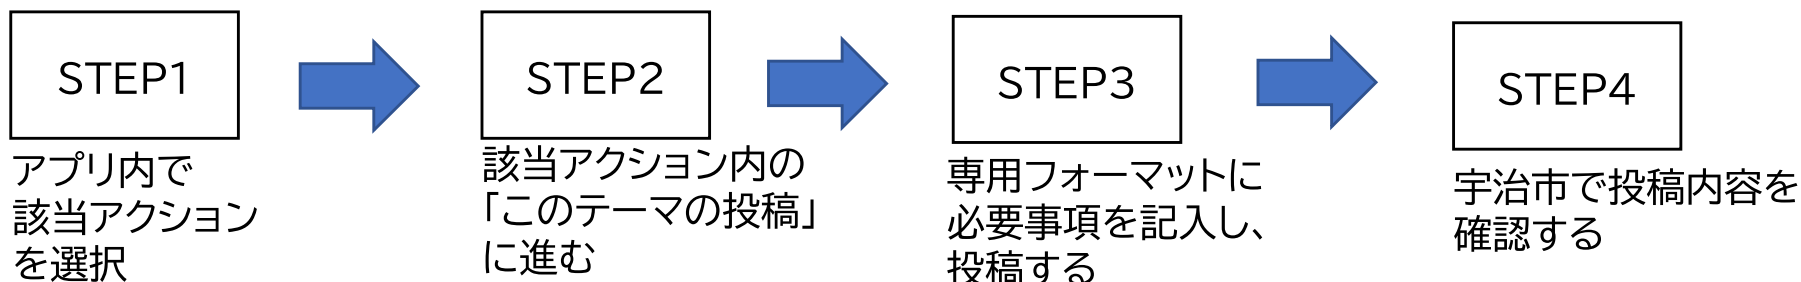 STEP1
アプリ内で
該当アクション
を選択
STEP2
該当アクション内の
「このテーマの投稿」
に進む
STEP3
専用フォーマットに
必要事項を記入し、
投稿する
STEP4
宇治市で投稿内容を
確認する